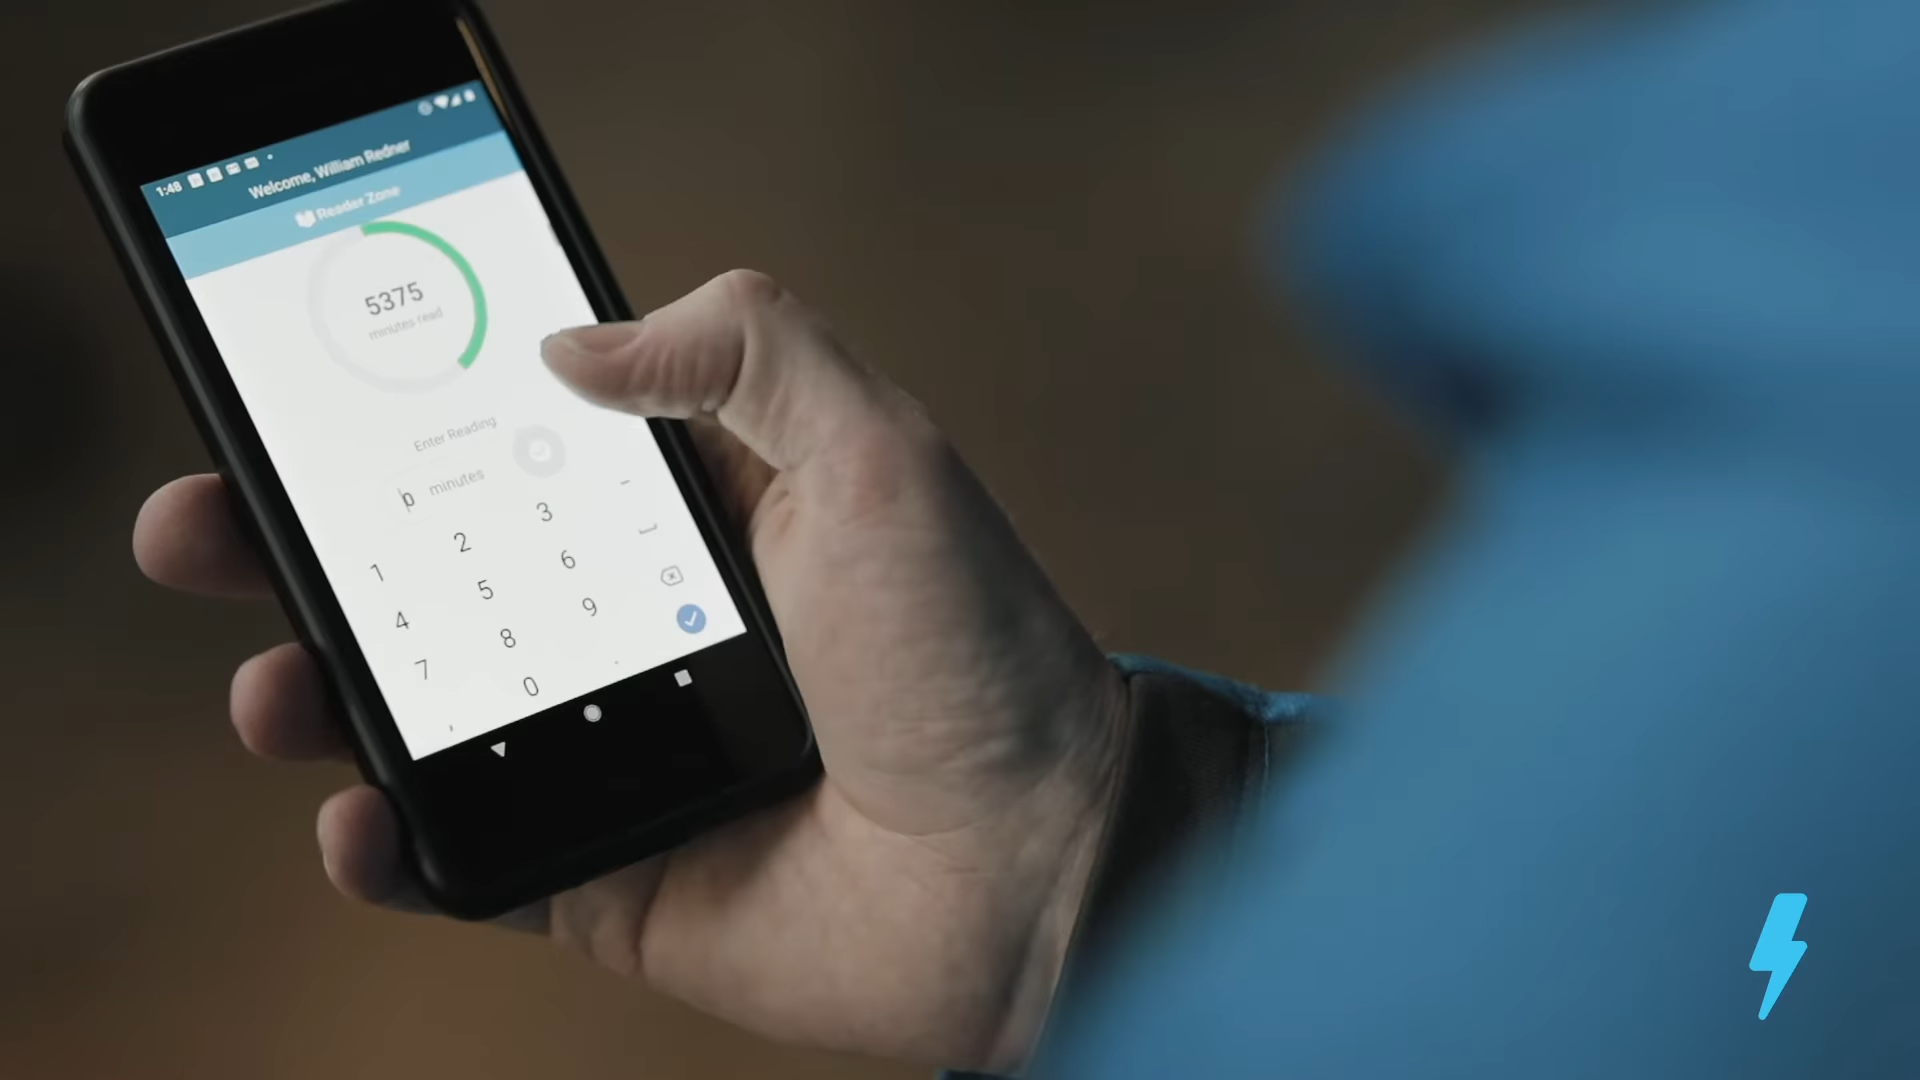 1:48
Welcome, William Redner
Reader Zone
5375
minutes read
Enter Reading
0 minutes
1 2 3 -
4 5 6
7 8 9
, 0 .